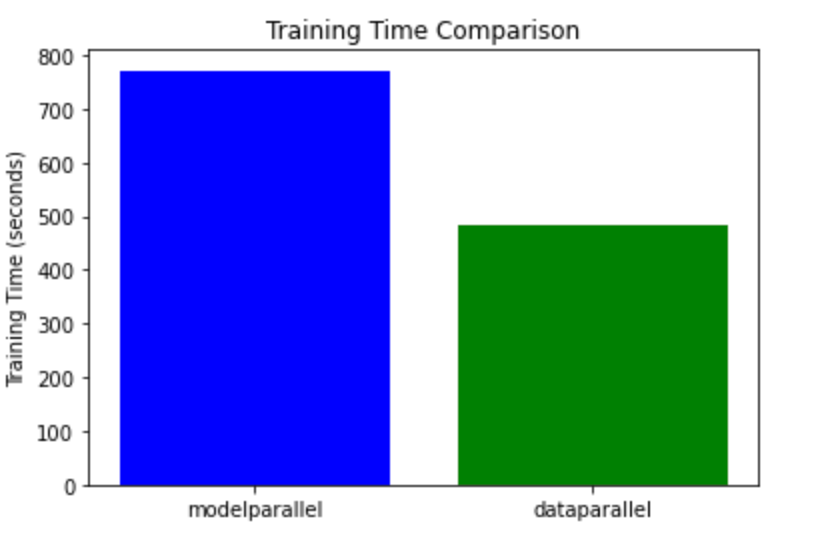 Training Time Comparison
Training Time (seconds)
800
700
600
500
400
300
200
100
0
modelparallel
dataparallel